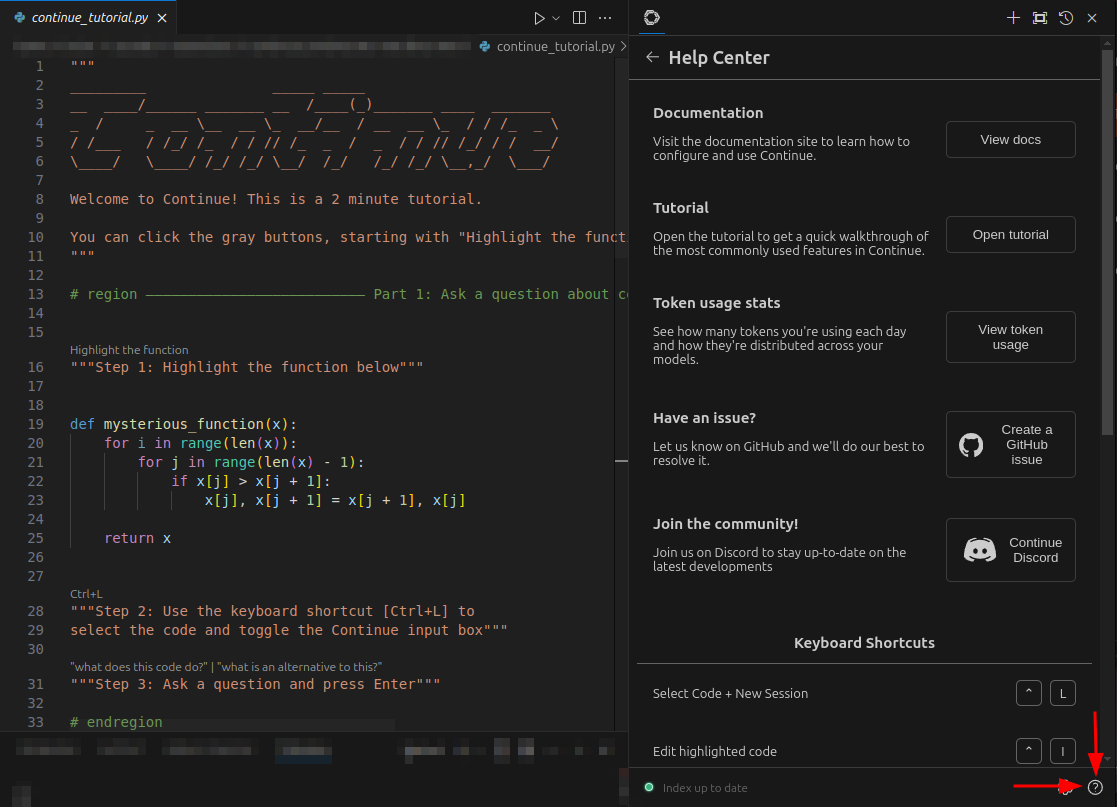 continue_tutorial.py
continue_tutorial.py
1 """
2 _________ _____ _____
3 __ ____/______ _______ __ /____(_)_______ ____ _______
4 _ / _ __ \__ __ \_ __/__ / __ __ \_ / / /_ _ \
5 / /___ / /_/ /_ / / // /_ _ / _ / / // /_/ / / __/
6 \____/ \____/ /_/ /_/ \__/ /_/ /_/ /_/ \__,_/ \___/
7
8 Welcome to Continue! This is a 2 minute tutorial.
9
10 You can click the gray buttons, starting with "Highlight the functi
11 """
12
13 # region —————————————————————————— Part 1: Ask a question about co
14
15
Highlight the function
16 """Step 1: Highlight the function below"""
17
18
19 def mysterious_function(x):
20 for i in range(len(x)):
21 for j in range(len(x) - 1):
22 if x[j] > x[j + 1]:
23 x[j], x[j + 1] = x[j + 1], x[j]
24
25 return x
26
27
Ctrl+L
28 """Step 2: Use the keyboard shortcut [Ctrl+L] to
29 select the code and toggle the Continue input box"""
30
"what does this code do?" | "what is an alternative to this?"
31 """Step 3: Ask a question and press Enter"""
32
33 # endregion
Help Center
Documentation
Visit the documentation site to learn how to
configure and use Continue.
View docs
Tutorial
Open the tutorial to get a quick walkthrough of
the most commonly used features in Continue.
Open tutorial
Token usage stats
See how many tokens you're using each day
and how they're distributed across your
models.
View token
usage
Have an issue?
Let us know on GitHub and we'll do our best to
resolve it.
Create a
GitHub
issue
Join the community!
Join us on Discord to stay up-to-date on the
latest developments
Continue
Discord
Keyboard Shortcuts
Select Code + New Session
^ L
Edit highlighted code
^ I
Index up to date